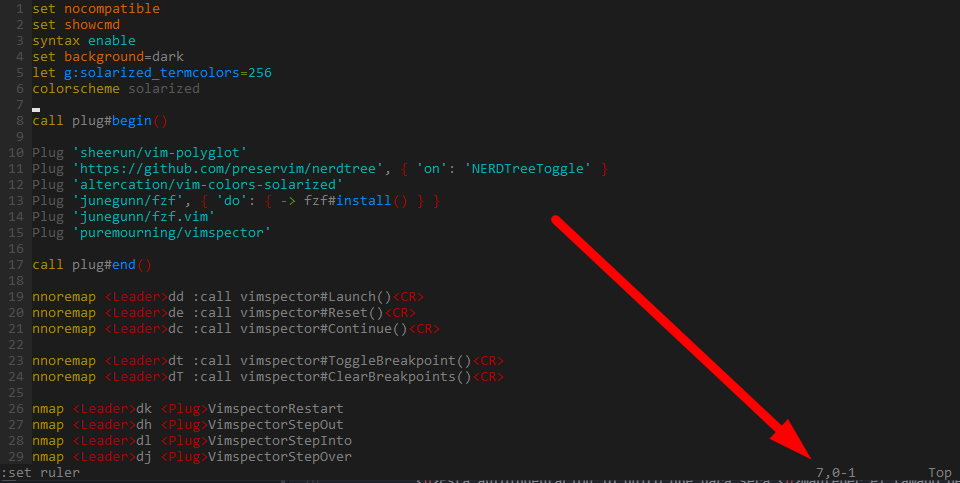 1 set nocompatible
2 set showcmd
3 syntax enable
4 set background=dark
5 let g:solarized_termcolors=256
6 colorscheme solarized
7
8 call plug#begin()
9
10 Plug 'sheerun/vim-polyglot'
11 Plug 'https://github.com/preservim/nerdtree', { 'on': 'NERDTreeToggle' }
12 Plug 'altercation/vim-colors-solarized'
13 Plug 'junegunn/fzf', { 'do': { -> fzf#install() } }
14 Plug 'junegunn/fzf.vim'
15 Plug 'puremourning/vimspector'
16
17 call plug#end()
18
19 nnoremap <Leader>dd :call vimspector#Launch()<CR>
20 nnoremap <Leader>de :call vimspector#Reset()<CR>
21 nnoremap <Leader>dc :call vimspector#Continue()<CR>
22
23 nnoremap <Leader>dt :call vimspector#ToggleBreakpoint()<CR>
24 nnoremap <Leader>dT :call vimspector#ClearBreakpoints()<CR>
25
26 nmap <Leader>dk <Plug>VimspectorRestart
27 nmap <Leader>dh <Plug>VimspectorStepOut
28 nmap <Leader>dl <Plug>VimspectorStepInto
29 nmap <Leader>dj <Plug>VimspectorStepOver
:set ruler 7,0-1 Top